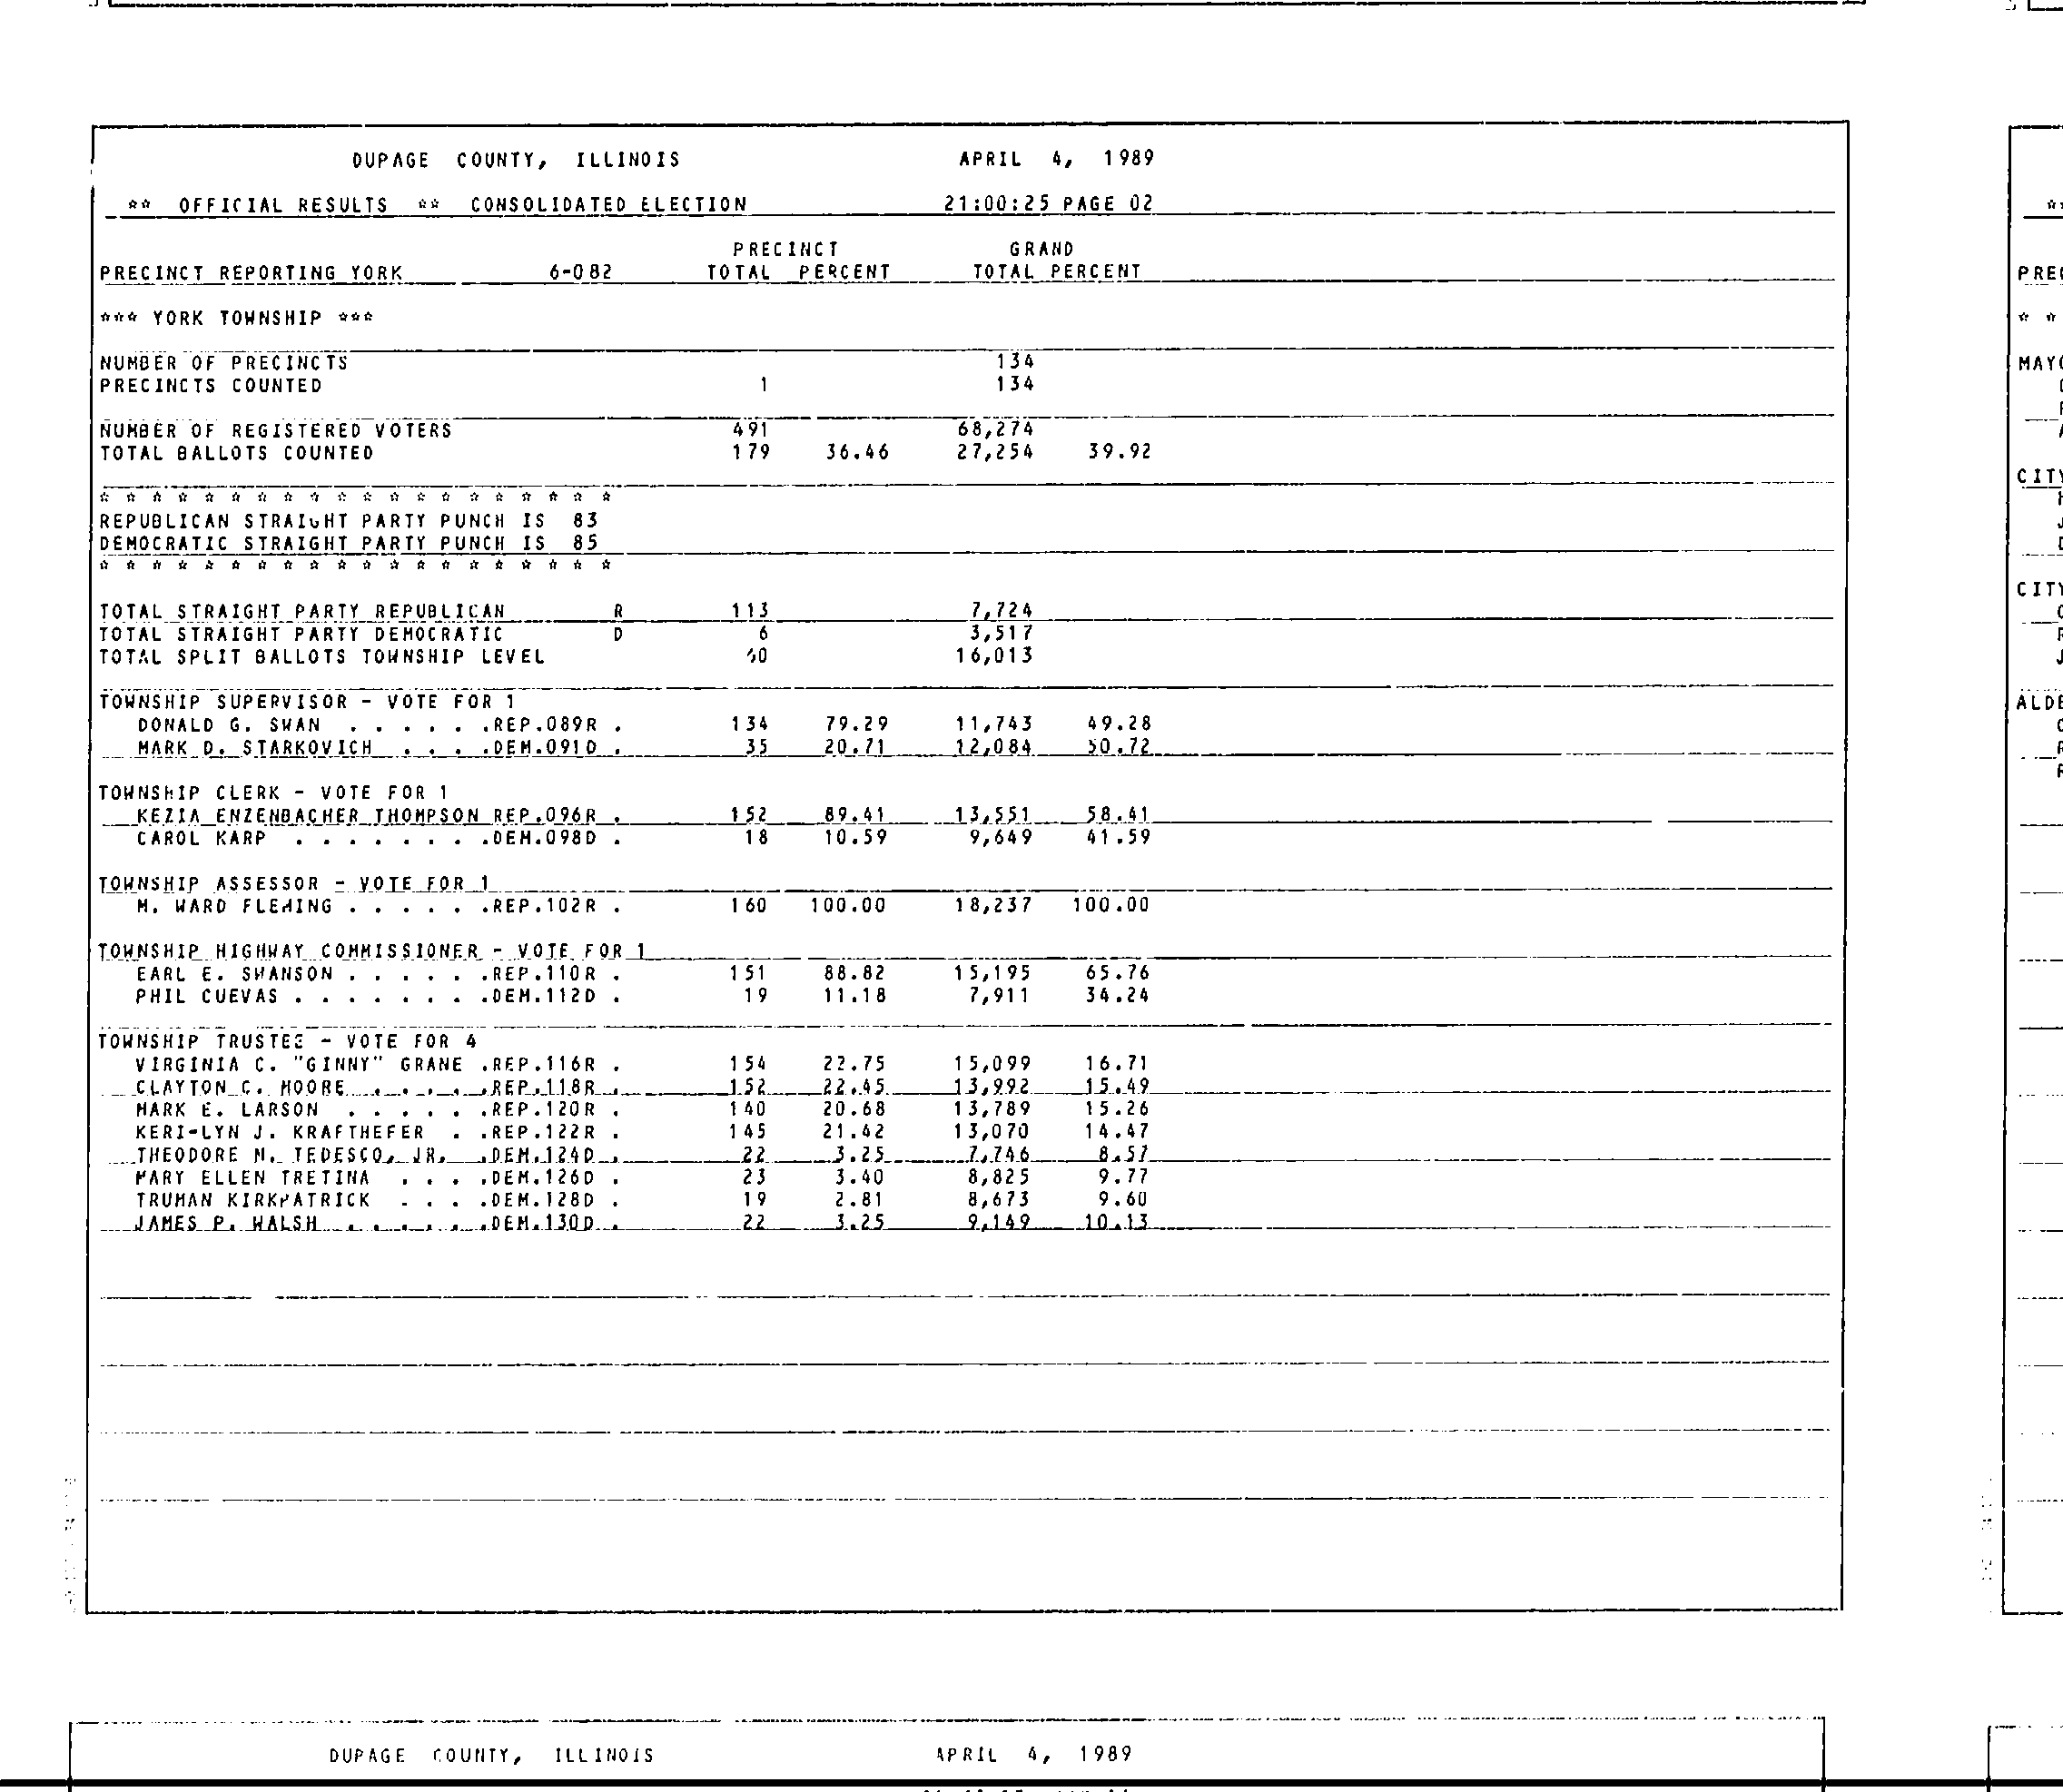 DUPAGE COUNTY, ILLINOIS APRIL 4, 1989
** OFFICIAL RESULTS ** CONSOLIDATED ELECTION 21:00:25 PAGE 02
PRECINCT GRAND
PRECINCT REPORTING YORK 6-082 TOTAL PERCENT TOTAL PERCENT
*** YORK TOWNSHIP ***
NUMBER OF PRECINCTS 134
PRECINCTS COUNTED 1 134
NUMBER OF REGISTERED VOTERS 491 68,274
TOTAL BALLOTS COUNTED 179 36.46 27,254 39.92
* * * * * * * * * * * * * * * * * * * *
REPUBLICAN STRAIGHT PARTY PUNCH IS 83
DEMOCRATIC STRAIGHT PARTY PUNCH IS 85
* * * * * * * * * * * * * * * * * * * *
TOTAL STRAIGHT PARTY REPUBLICAN R 113 7,724
TOTAL STRAIGHT PARTY DEMOCRATIC D 6 3,517
TOTAL SPLIT BALLOTS TOWNSHIP LEVEL 16,013
TOWNSHIP SUPERVISOR - VOTE FOR 1
DONALD G. SWAN . . . . . .REP.089R . 134 79.29 11,743 49.28
MARK D. STARKOVICH . . . .DEM.091D . 35 20.71 12,084 50.72
TOWNSHIP CLERK - VOTE FOR 1
KEZIA ENZENBACHER THOMPSON REP.096R . 152 89.41 13,551 58.41
CAROL KARP . . . . . . . .DEM.098D . 18 10.59 9,649 41.59
TOWNSHIP ASSESSOR - VOTE FOR 1
M. WARD FLEMING . . . . . .REP.102R . 160 100.00 18,237 100.00
TOWNSHIP HIGHWAY COMMISSIONER - VOTE FOR 1
EARL E. SWANSON . . . . . .REP.110R . 151 88.82 15,195 65.76
PHIL CUEVAS . . . . . . . .DEM.112D . 19 11.18 7,911 34.24
TOWNSHIP TRUSTEE - VOTE FOR 4
VIRGINIA C. "GINNY" GRANE .REP.116R . 154 22.75 15,099 16.71
CLAYTON C. MOORE . . . . .REP.118R . 152 22.45 13,992 15.49
MARK E. LARSON . . . . . .REP.120R . 140 20.68 13,789 15.26
KERI-LYN J. KRAFTHEFER . .REP.122R . 145 21.42 13,070 14.47
THEODORE M. TEDESCO, JR. .DEM.124D . 22 3.25 7,746 8.57
MARY ELLEN TRETINA . . . .DEM.126D . 23 3.40 8,825 9.77
TRUMAN KIRKPATRICK . . . .DEM.128D . 19 2.81 8,673 9.60
JAMES P. WALSH . . . . . .DEM.130D . 22 3.25 9,149 10.13
DUPAGE COUNTY, ILLINOIS APRIL 4, 1989